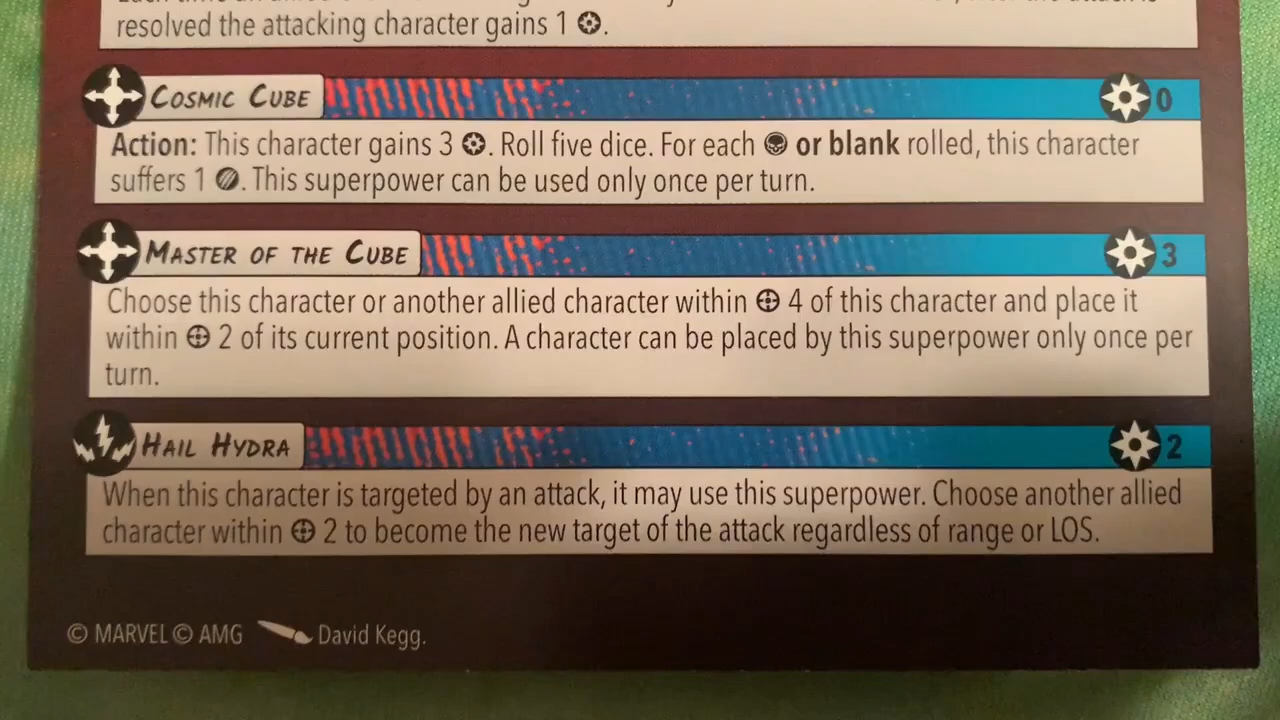 resolved the attacking character gains 1 .
COSMIC CUBE 0
Action: This character gains 3 . Roll five dice. For each or blank rolled, this character
suffers 1 . This superpower can be used only once per turn.
MASTER OF THE CUBE 3
Choose this character or another allied character within 4 of this character and place it
within 2 of its current position. A character can be placed by this superpower only once per
turn.
HAIL HYDRA 2
When this character is targeted by an attack, it may use this superpower. Choose another allied
character within 2 to become the new target of the attack regardless of range or LOS.
© MARVEL © AMG David Kegg.